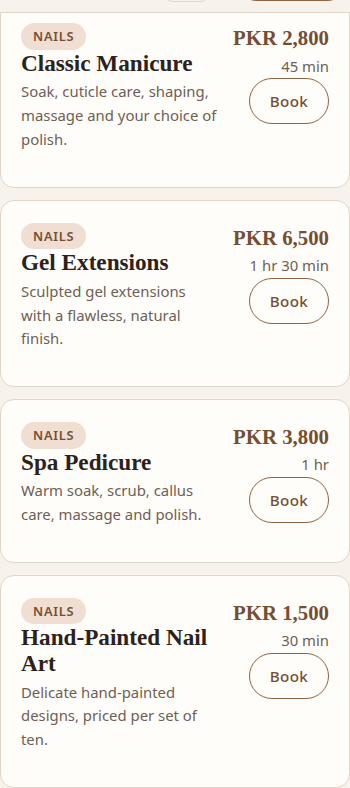 NAILS
PKR 2,800
Classic Manicure
45 min
Soak, cuticle care, shaping,
massage and your choice of
polish.
Book
NAILS
PKR 6,500
Gel Extensions
1 hr 30 min
Sculpted gel extensions
with a flawless, natural
finish.
Book
NAILS
PKR 3,800
Spa Pedicure
1 hr
Warm soak, scrub, callus
care, massage and polish.
Book
NAILS
PKR 1,500
Hand-Painted Nail
Art
30 min
Delicate hand-painted
designs, priced per set of
ten.
Book